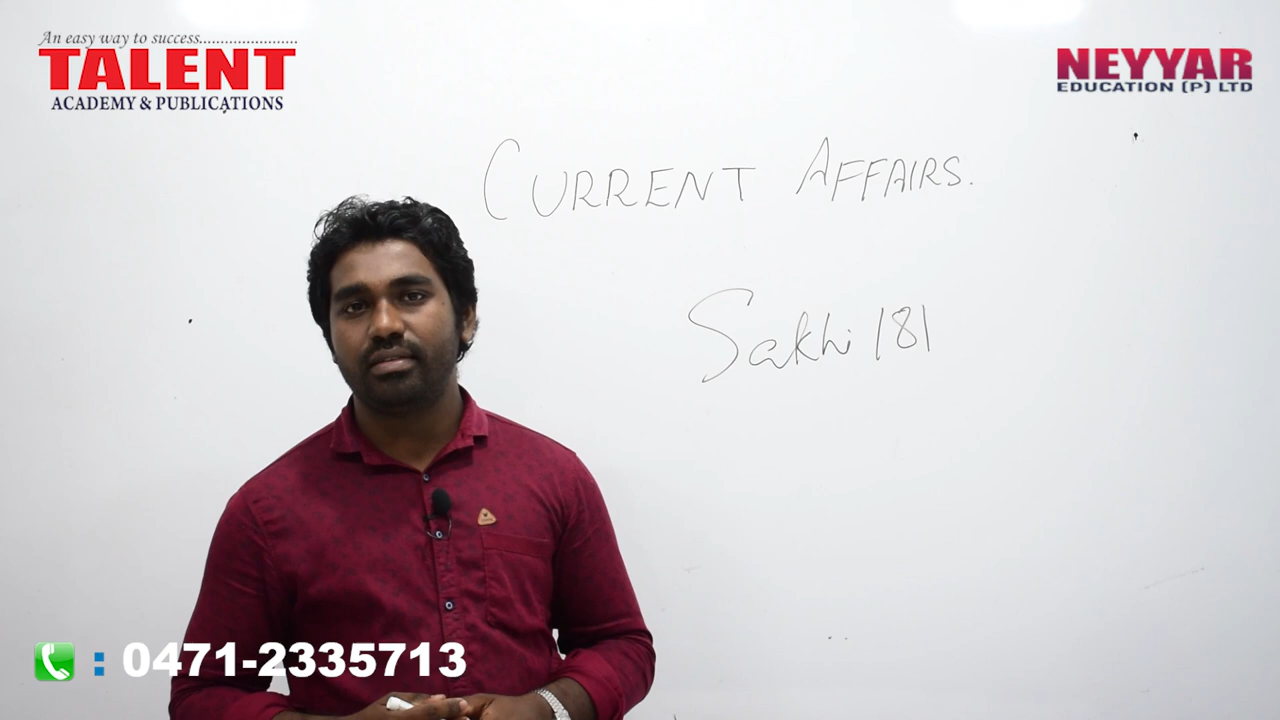 An easy way to success.......................
TALENT
ACADEMY & PUBLICATIONS
NEYYAR
EDUCATION (P) LTD
CURRENT AFFAIRS.
Sakhi 181
: 0471-2335713